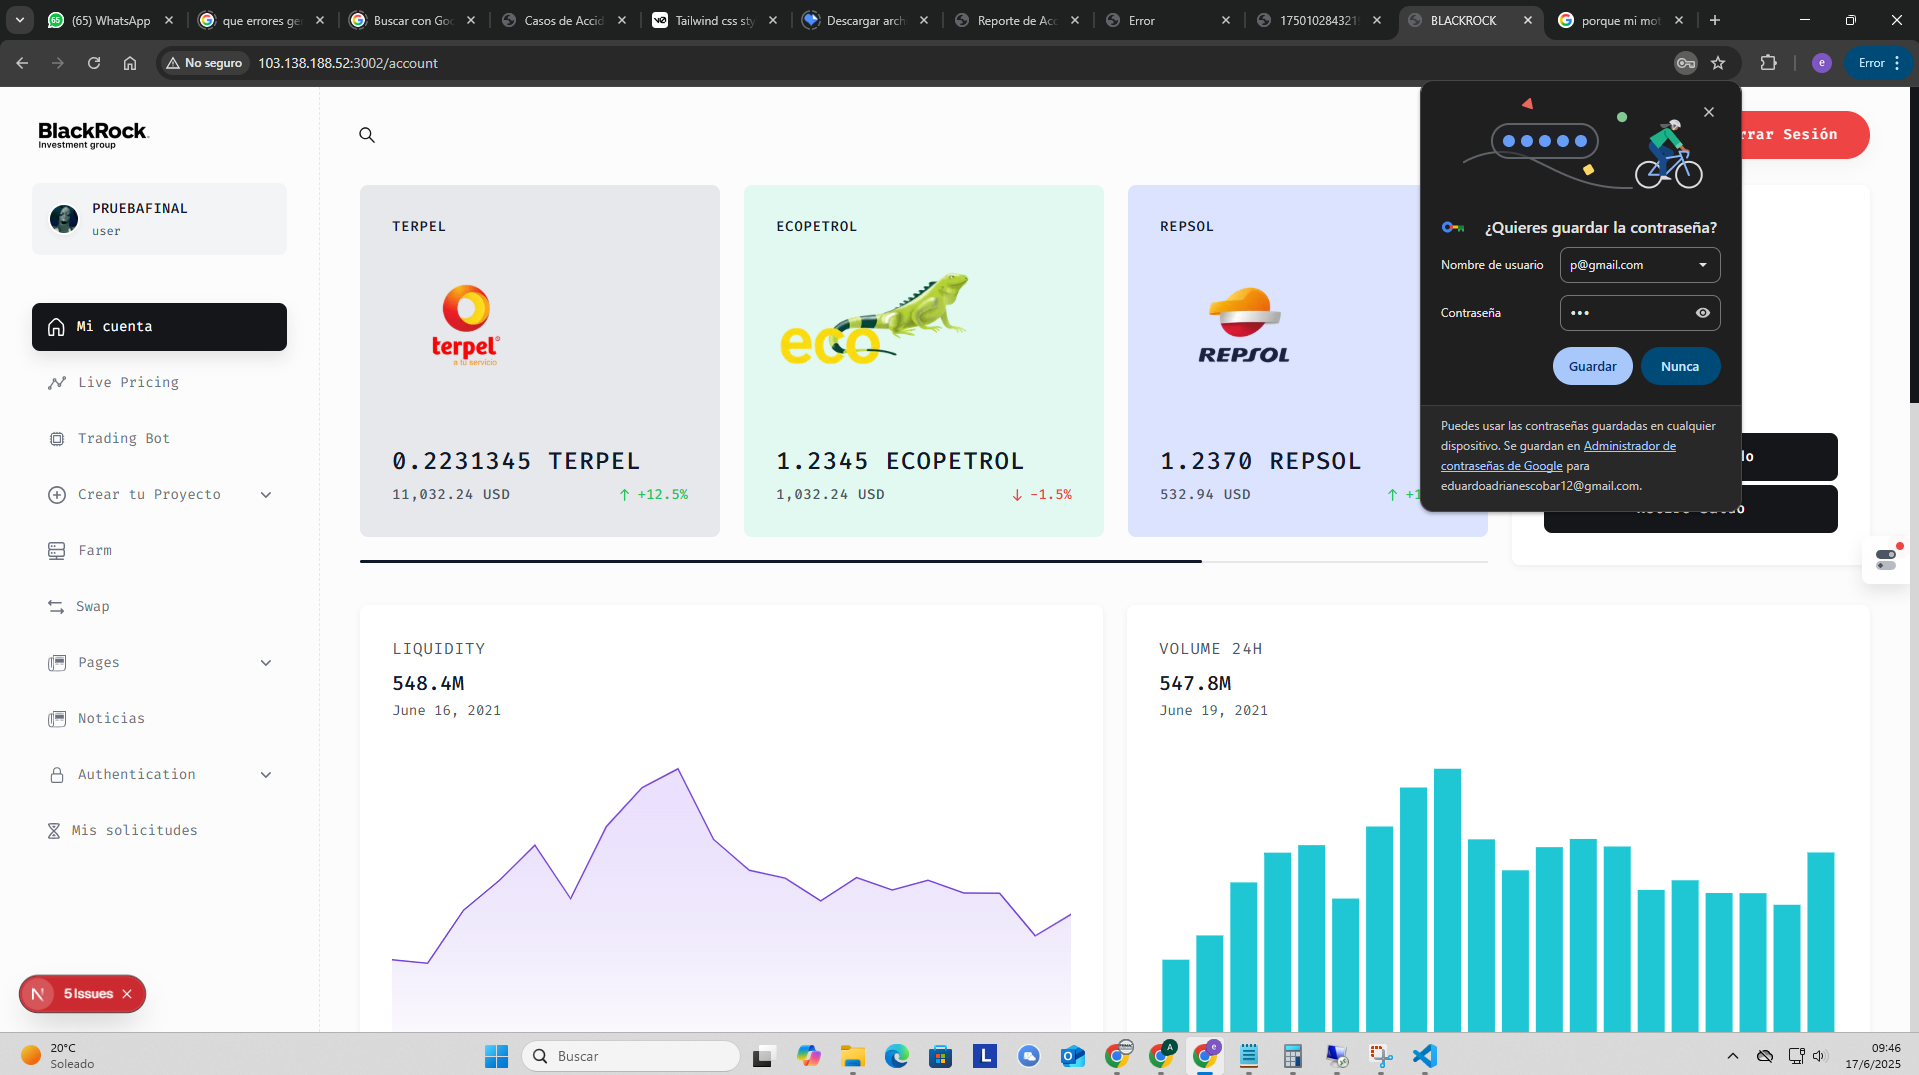 (65) WhatsApp
que errores ge
Buscar con Goo
Casos de Accid
Tailwind css sty
Descargar arch
Reporte de Acc
Error
1750102843219
BLACKROCK
porque mi mot
No seguro
103.138.188.52:3002/account
e
Error
BlackRock
Investment group
PRUEBAFINAL
user
Mi cuenta
Live Pricing
Trading Bot
Crear tu Proyecto
Farm
Swap
Pages
Noticias
Authentication
Mis solicitudes
N
5 Issues
rrar Sesión
TERPEL
terpel
a tu servicio
0.2231345 TERPEL
11,032.24 USD
+12.5%
ECOPETROL
eco
1.2345 ECOPETROL
1,032.24 USD
-1.5%
REPSOL
REPSOL
1.2370 REPSOL
532.94 USD
+1
¿Quieres guardar la contraseña?
Nombre de usuario
p@gmail.com
Contraseña
•••
Guardar
Nunca
Puedes usar las contraseñas guardadas en cualquier
dispositivo. Se guardan en Administrador de
contraseñas de Google para
eduardoadrianescobar12@gmail.com.
do
LIQUIDITY
548.4M
June 16, 2021
VOLUME 24H
547.8M
June 19, 2021
20°C
Soleado
Buscar
L
A
e
09:46
17/6/2025